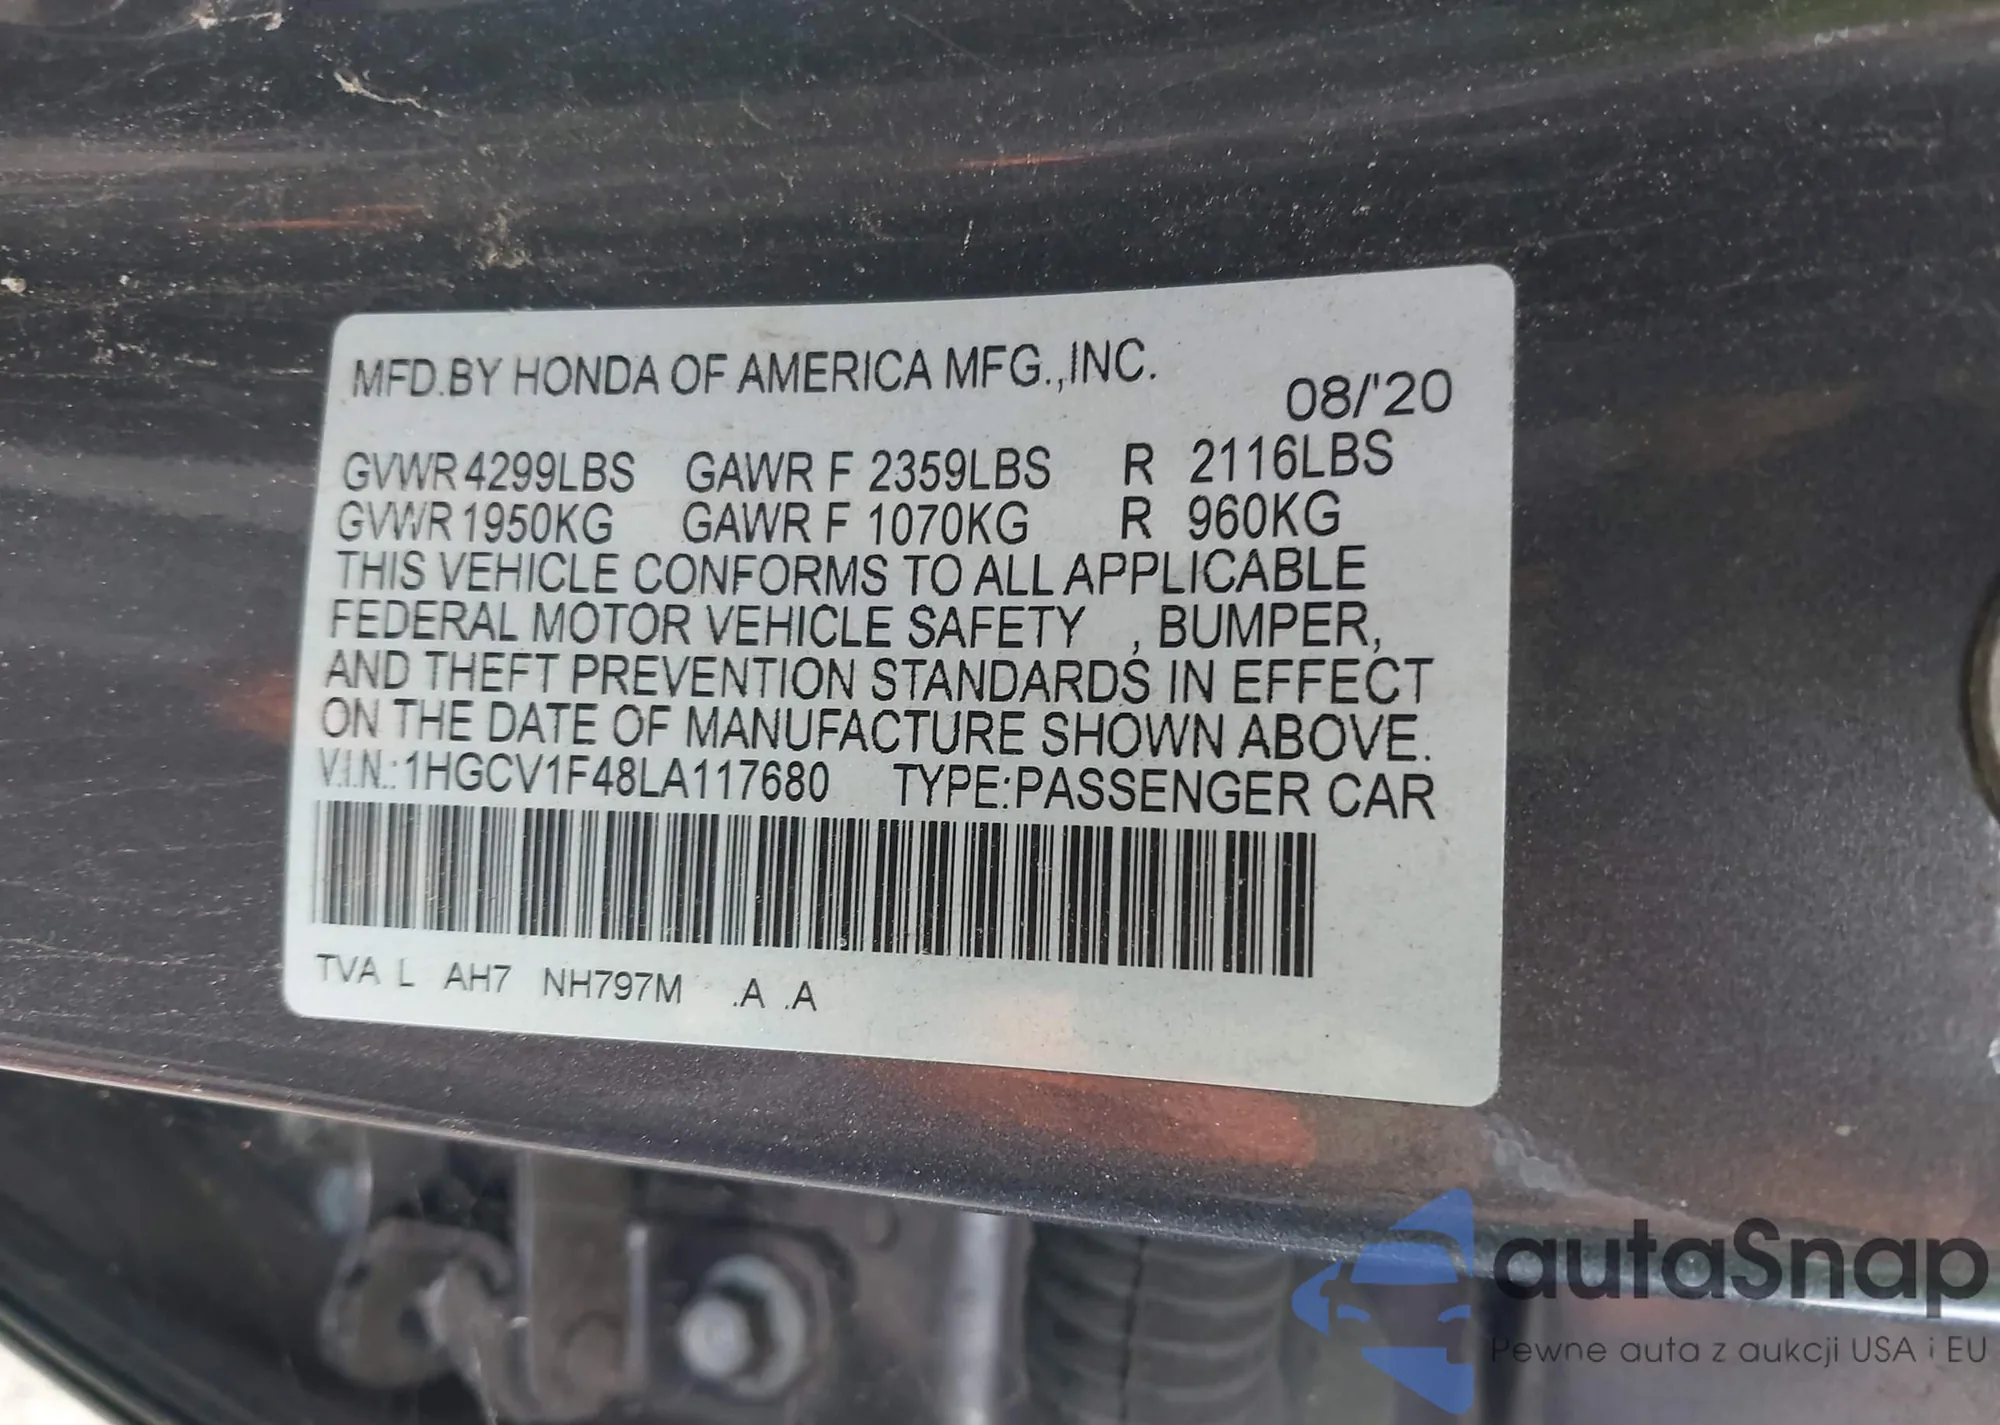 MFD.BY HONDA OF AMERICA MFG.,INC.
08/'20
GVWR 4299LBS GAWR F 2359LBS R 2116LBS
GVWR 1950KG GAWR F 1070KG R 960KG
THIS VEHICLE CONFORMS TO ALL APPLICABLE
FEDERAL MOTOR VEHICLE SAFETY , BUMPER,
AND THEFT PREVENTION STANDARDS IN EFFECT
ON THE DATE OF MANUFACTURE SHOWN ABOVE.
V.I.N.:1HGCV1F48LA117680 TYPE:PASSENGER CAR
TVA L AH7 NH797M .A .A
autaSnap
Pewne auta z aukcji USA i EU